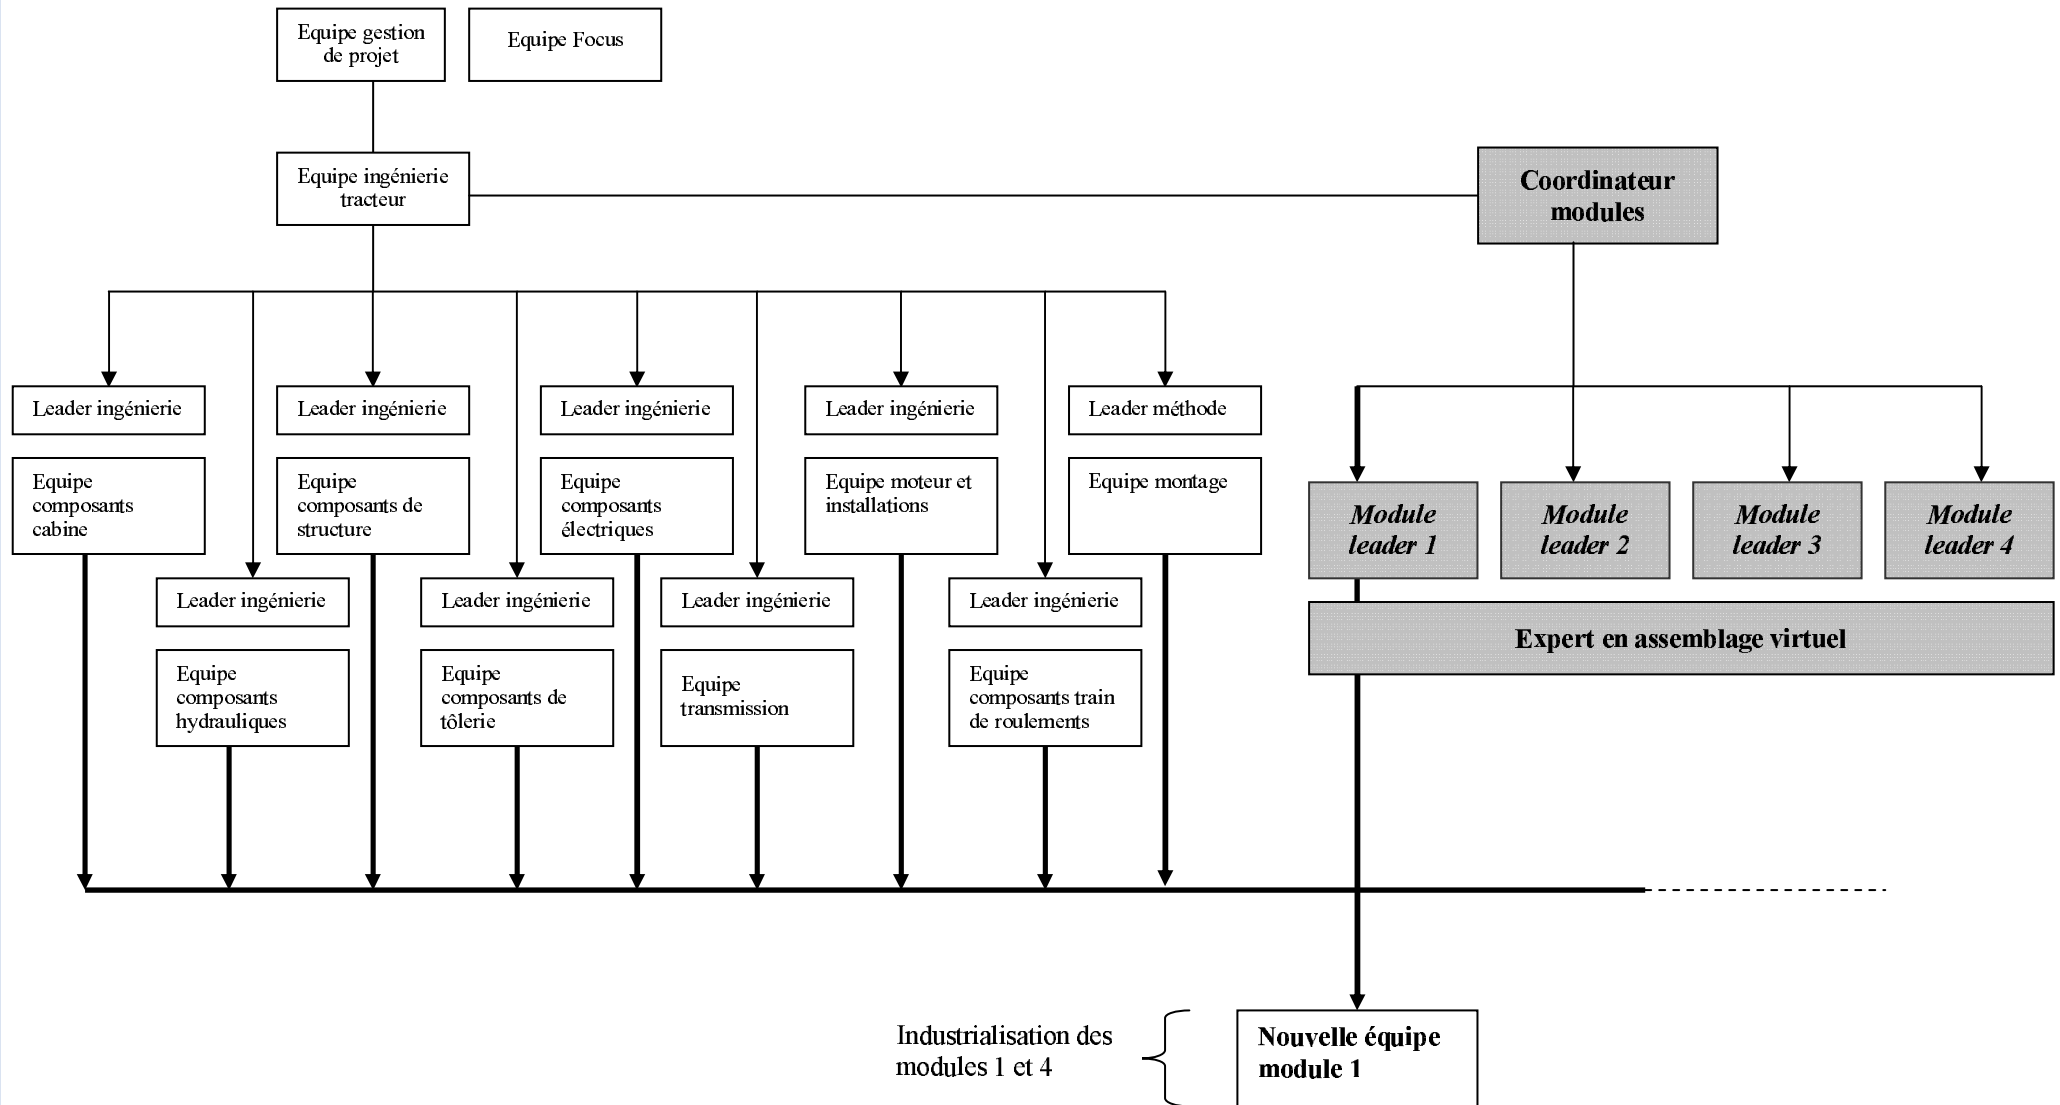 Equipe gestion
de projet
Equipe Focus
Equipe ingénierie
tracteur
Coordinateur
modules
Leader ingénierie
Leader ingénierie
Leader ingénierie
Leader ingénierie
Leader méthode
Equipe
composants
cabine
Equipe
composants de
structure
Equipe
composants
électriques
Equipe moteur et
installations
Equipe montage
Module
leader 1
Module
leader 2
Module
leader 3
Module
leader 4
Leader ingénierie
Leader ingénierie
Leader ingénierie
Leader ingénierie
Expert en assemblage virtuel
Equipe
composants
hydrauliques
Equipe
composants de
tôlerie
Equipe
transmission
Equipe
composants train
de roulements
Industrialisation des
modules 1 et 4
Nouvelle équipe
module 1